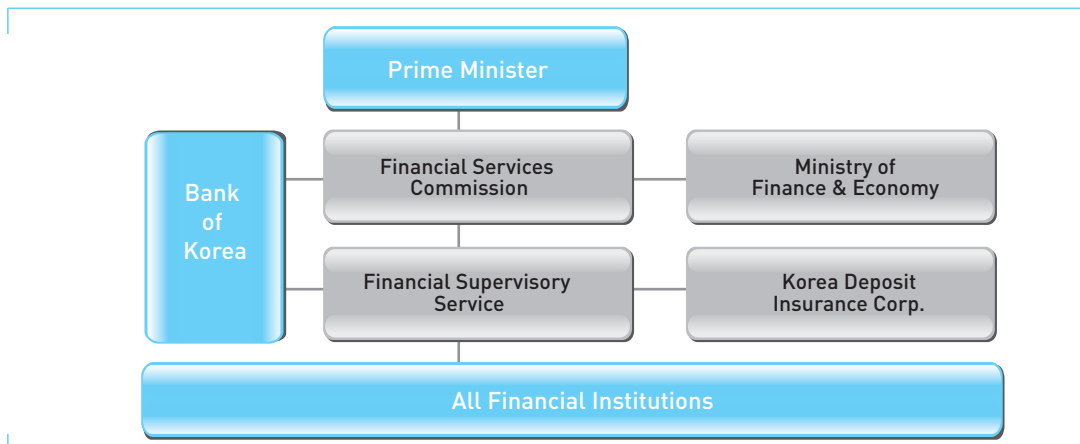 Prime Minister
Bank
of
Korea
Financial Services
Commission
Ministry of
Finance & Economy
Financial Supervisory
Service
Korea Deposit
Insurance Corp.
All Financial Institutions